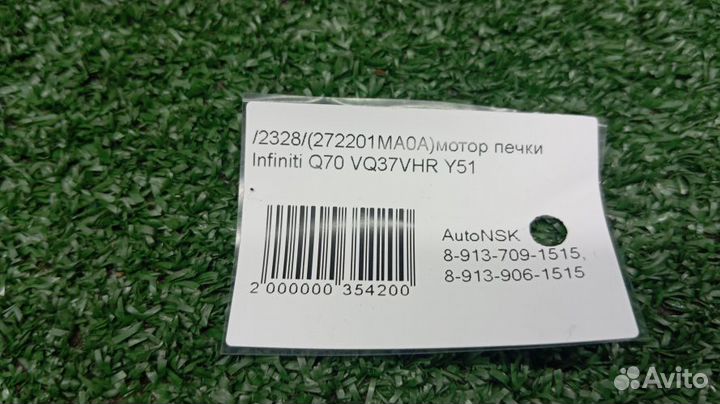 /2328/(272201MA0A)мотор печки
Infiniti Q70 VQ37VHR Y51
2 000000 354200
AutoNSK
8-913-709-1515,
8-913-906-1515
Avito